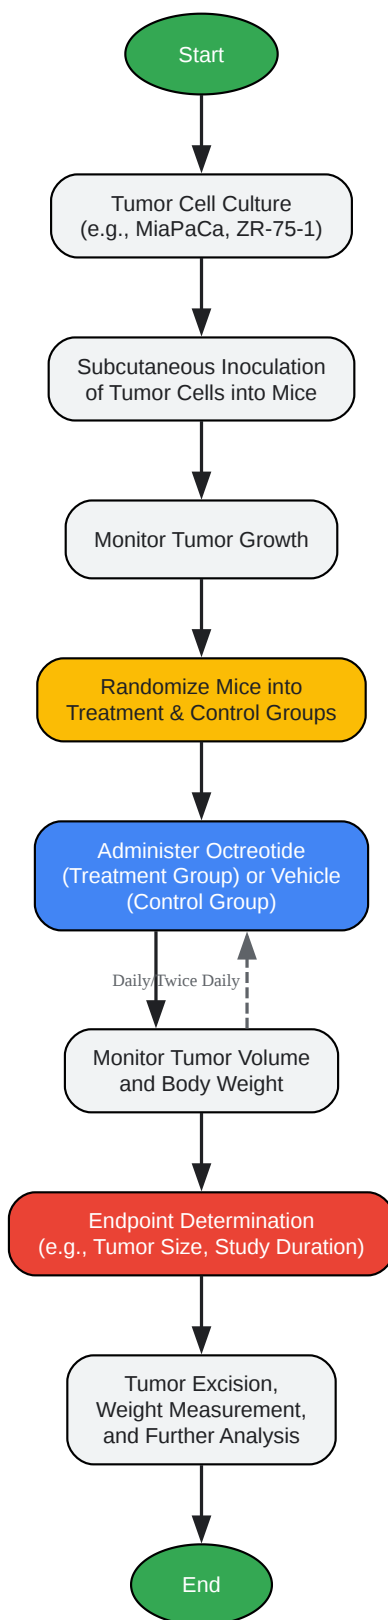 Start
Tumor Cell Culture
(e.g., MiaPaCa, ZR-75-1)
Subcutaneous Inoculation
of Tumor Cells into Mice
Monitor Tumor Growth
Randomize Mice into
Treatment & Control Groups
Administer Octreotide
(Treatment Group) or Vehicle
(Control Group)
Daily/Twice Daily
Monitor Tumor Volume
and Body Weight
Endpoint Determination
(e.g., Tumor Size, Study Duration)
Tumor Excision,
Weight Measurement,
and Further Analysis
End